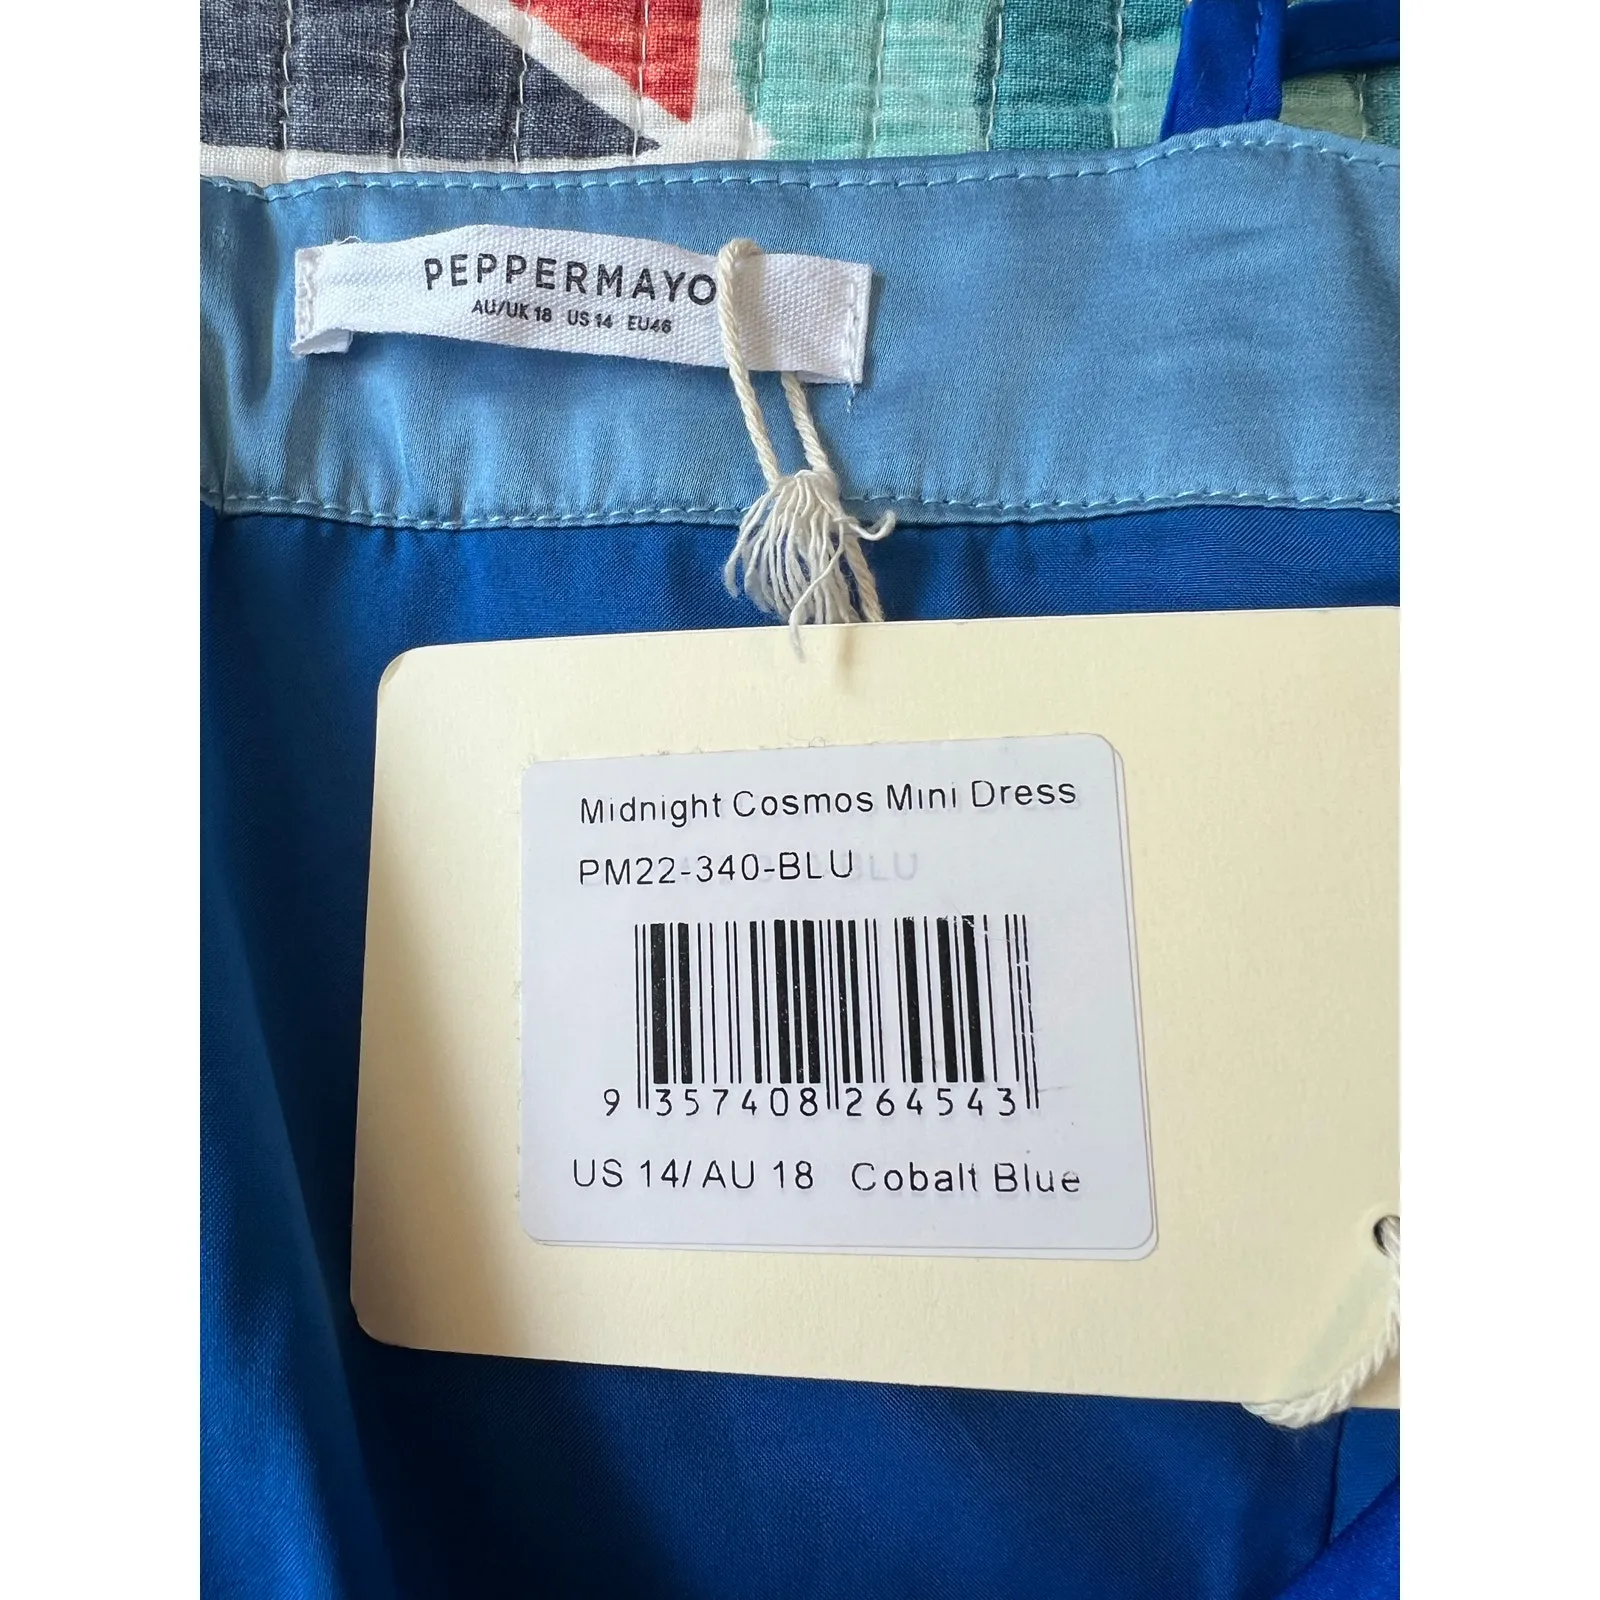 PEPPERMAYO
AU/UK 18 US 14 EU46
Midnight Cosmos Mini Dress
PM22-340-BLU
9 357408 264543
US 14/ AU 18 Cobalt Blue